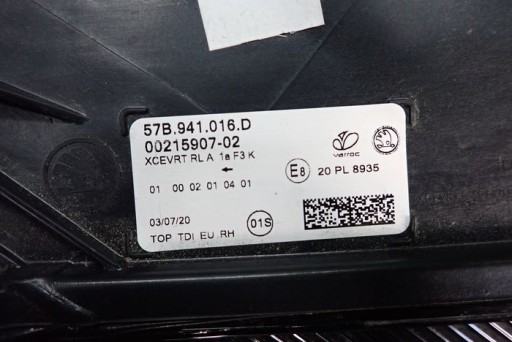 57B.941.016.D
00215907-02
XCEVRT RL A 1a F3 K
varroc
E8 20 PL 8935
01 00 02 01 04 01
03/07/20
TOP TDI EU RH
01S